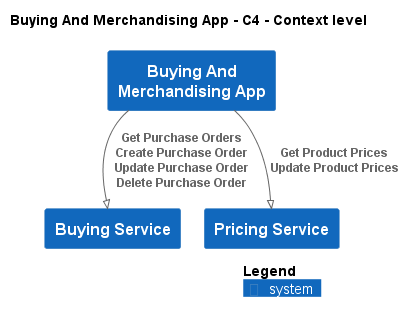 Buying And Merchandising App - C4 - Context level
Buying And
Merchandising App
Get Purchase Orders
Create Purchase Order
Update Purchase Order
Delete Purchase Order
Get Product Prices
Update Product Prices
Buying Service
Pricing Service
Legend
system